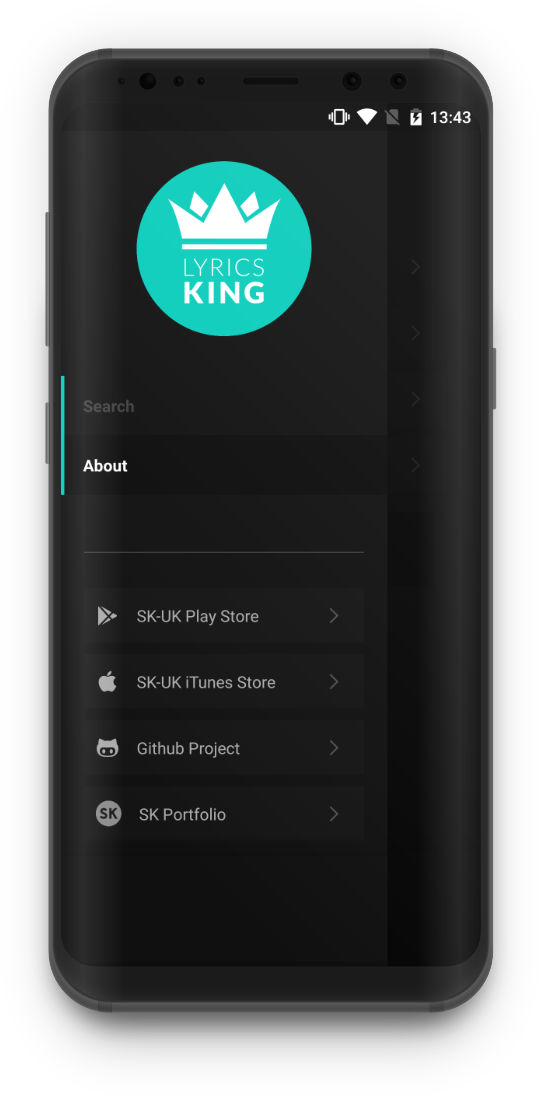 13:43
LYRICS
KING
Search
About
SK-UK Play Store
SK-UK iTunes Store
Github Project
SK
SK Portfolio